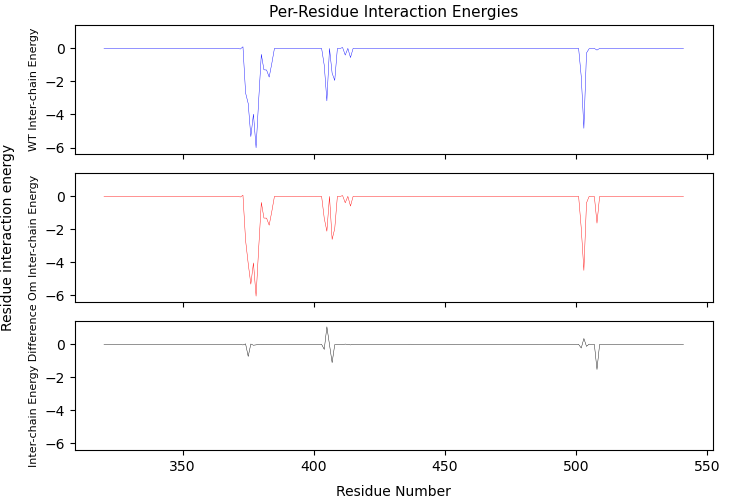 Per-Residue Interaction Energies
Residue interaction energy
WT Inter-chain Energy
0
−2
−4
−6
Om Inter-chain Energy
0
−2
−4
−6
Inter-chain Energy Difference
0
−2
−4
−6
350
400
450
500
550
Residue Number